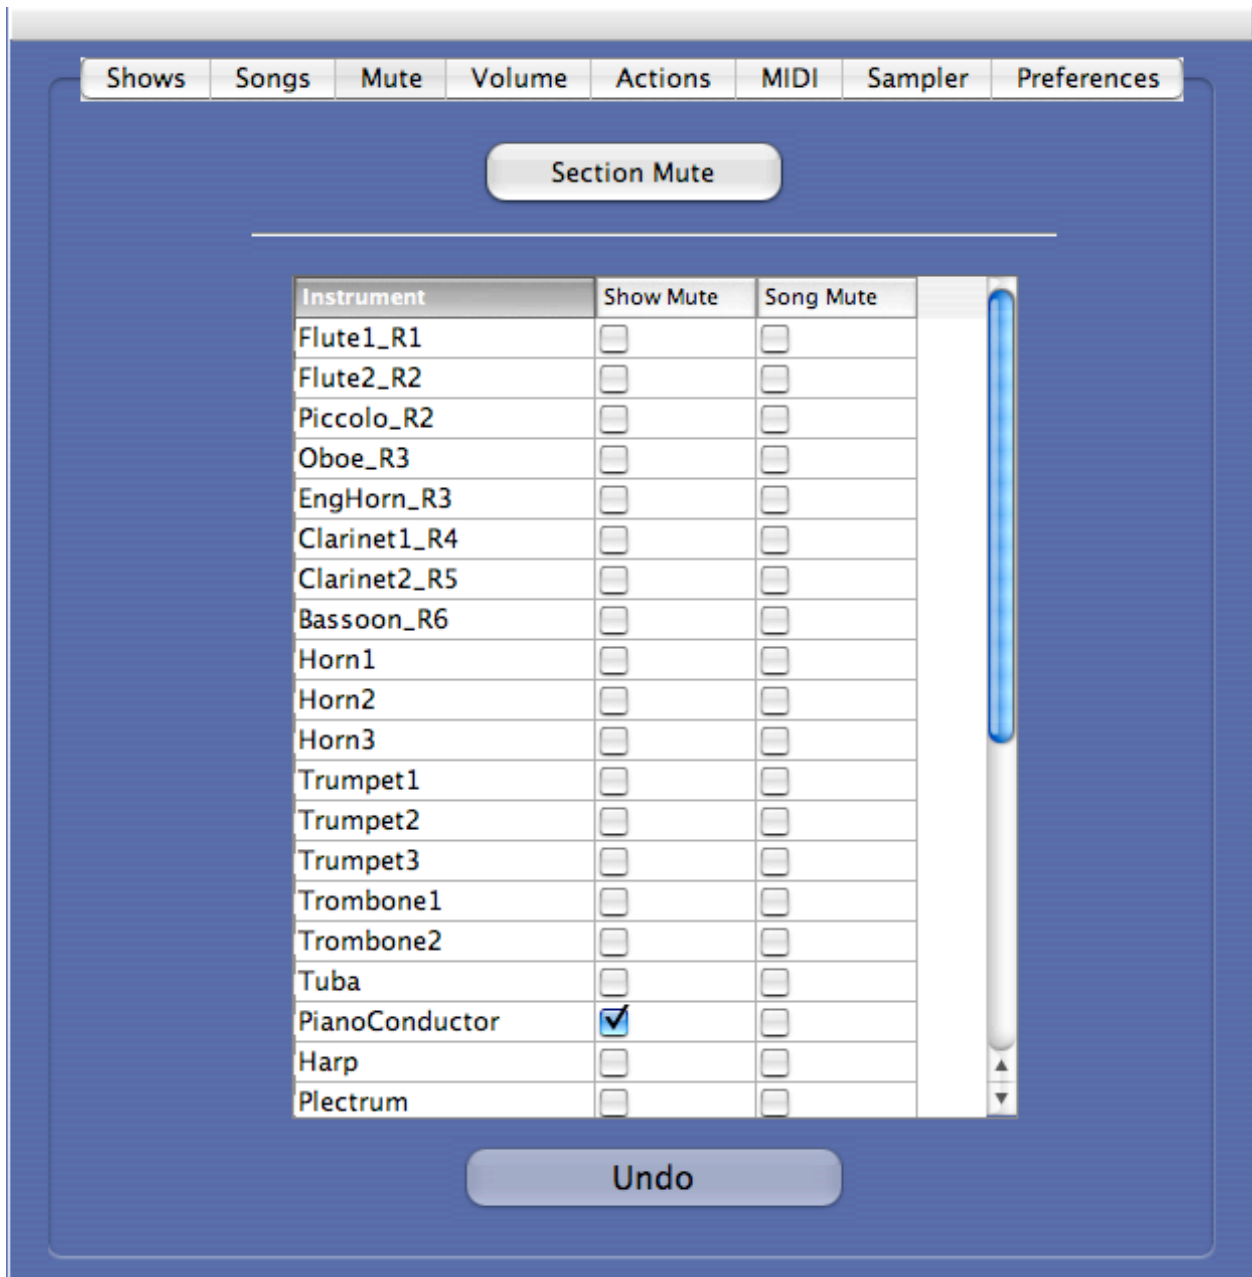 Shows Songs Mute Volume Actions MIDI Sampler Preferences
Section Mute
Instrument Show Mute Song Mute
Flute1_R1
Flute2_R2
Piccolo_R2
Oboe_R3
EngHorn_R3
Clarinet1_R4
Clarinet2_R5
Bassoon_R6
Horn1
Horn2
Horn3
Trumpet1
Trumpet2
Trumpet3
Trombone1
Trombone2
Tuba
PianoConductor
Harp
Plectrum
Undo